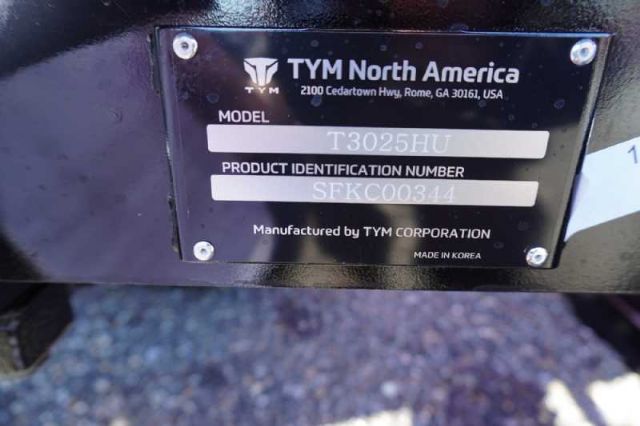 TYM
TYM North America
2100 Cedartown Hwy, Rome, GA 30161, USA
MODEL
T3025HU
PRODUCT IDENTIFICATION NUMBER
SFKC00344
Manufactured by TYM CORPORATION
MADE IN KOREA
1